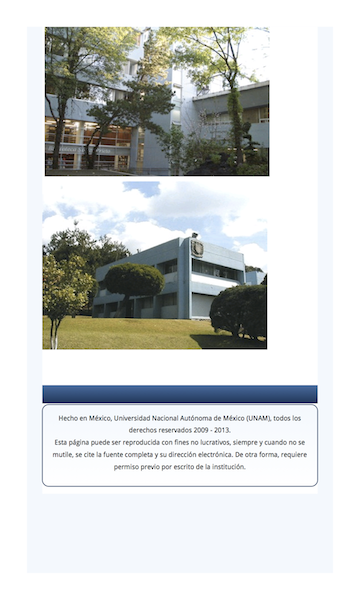 Hecho en México, Universidad Nacional Autónoma de México (UNAM), todos los
derechos reservados 2009 - 2013.
Esta página puede ser reproducida con fines no lucrativos, siempre y cuando no se
mutile, se cite la fuente completa y su dirección electrónica. De otra forma, requiere
permiso previo por escrito de la institución.